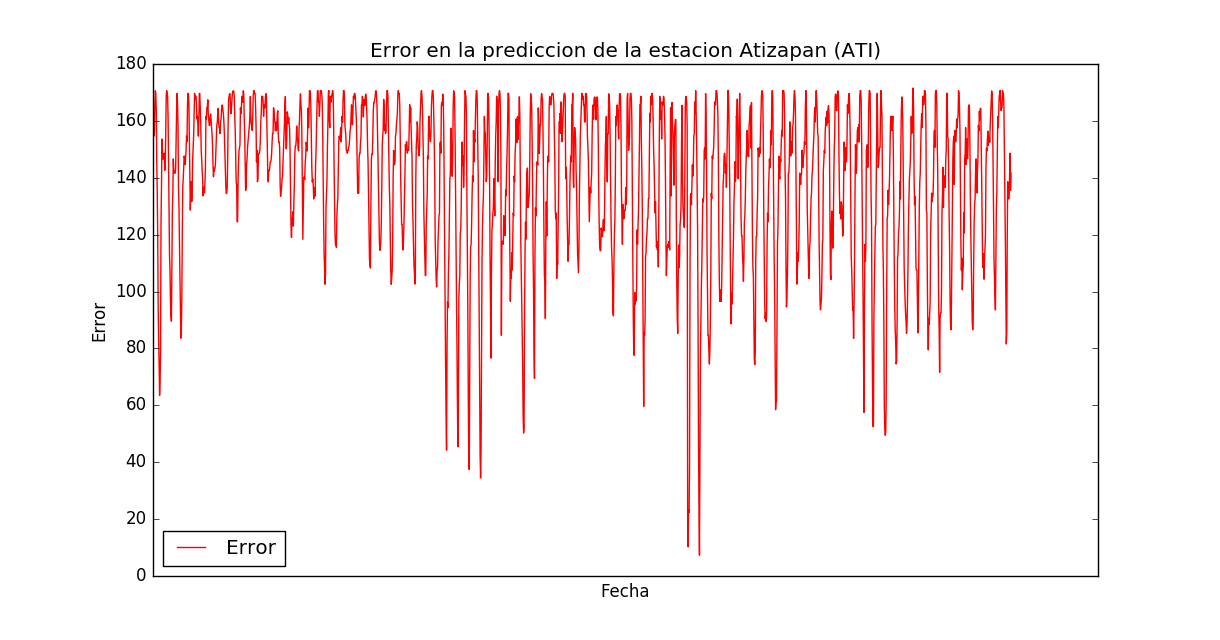 Error en la prediccion de la estacion Atizapan (ATI)
180
160
140
120
100
80
60
40
20
0
Error
Error
Fecha